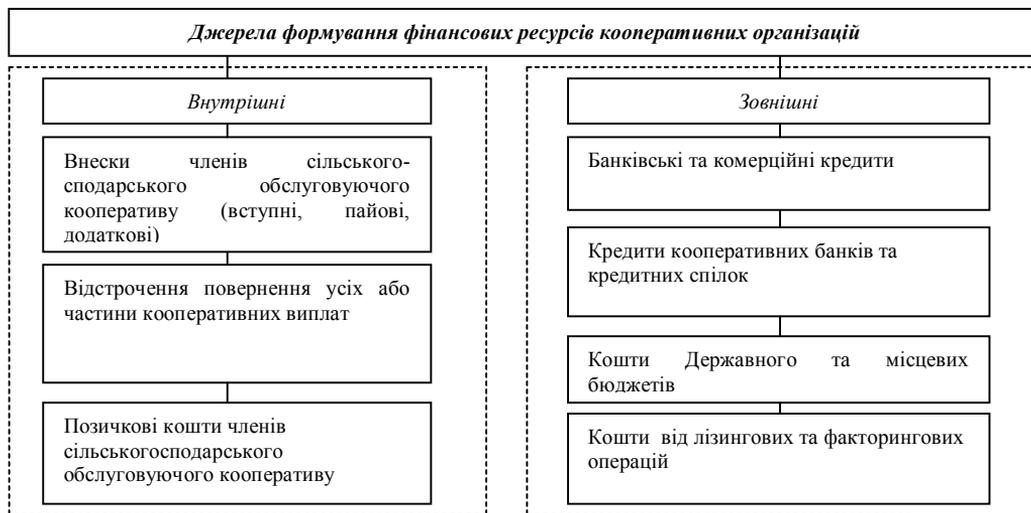 Джерела формування фінансових ресурсів кооперативних організацій
Внутрішні
Внески членів сільського-
сподарського обслуговуючого
кооперативу (вступні, пайові,
додаткові)
Відстрочення повернення усіх або
частини кооперативних виплат
Позичкові кошти членів
сільськогосподарського
обслуговуючого кооперативу
Зовнішні
Банківські та комерційні кредити
Кредити кооперативних банків та
кредитних спілок
Кошти Державного та місцевих
бюджетів
Кошти від лізингових та факторингових
операцій